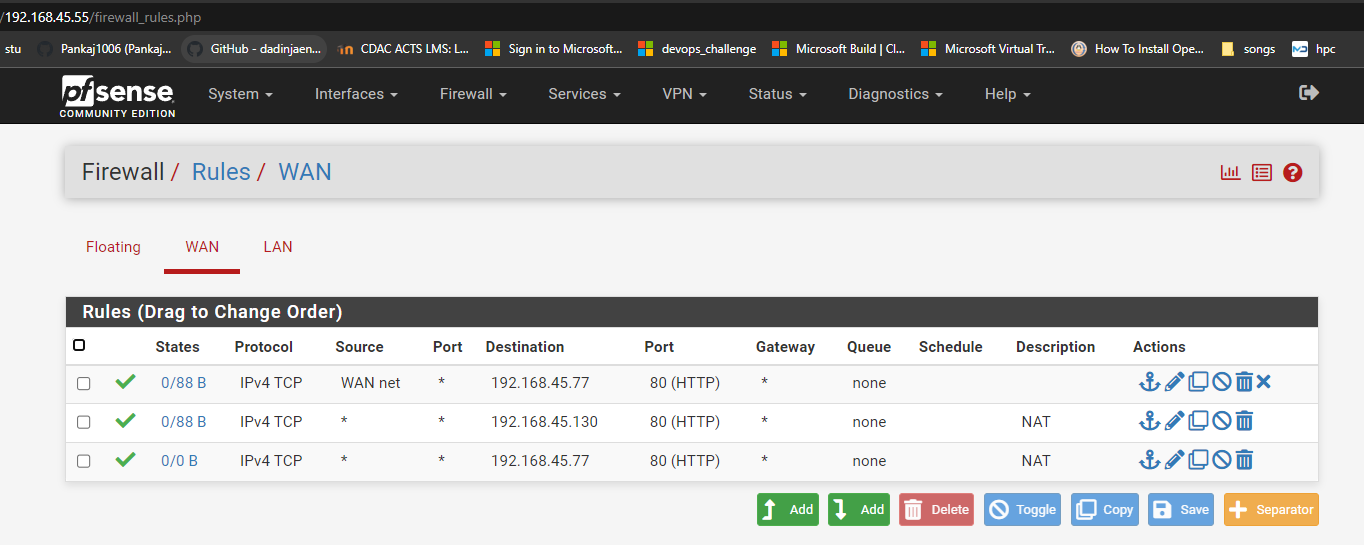 /192.168.45.55/firewall_rules.php
stu Pankaj1006 (Pankaj... GitHub - dadinjaen... CDAC ACTS LMS: L... Sign in to Microsoft... devops_challenge Microsoft Build | Cl... Microsoft Virtual Tr... How To Install Ope... songs hpc
pfsense. System Interfaces Firewall Services VPN Status Diagnostics Help
COMMUNITY EDITION
Firewall / Rules / WAN
Floating WAN LAN
Rules (Drag to Change Order)
States Protocol Source Port Destination Port Gateway Queue Schedule Description Actions
0/88 B IPv4 TCP WAN net * 192.168.45.77 80 (HTTP) * none
0/88 B IPv4 TCP * * 192.168.45.130 80 (HTTP) * none NAT
0/0 B IPv4 TCP * * 192.168.45.77 80 (HTTP) * none NAT
Add Add Delete Toggle Copy Save Separator